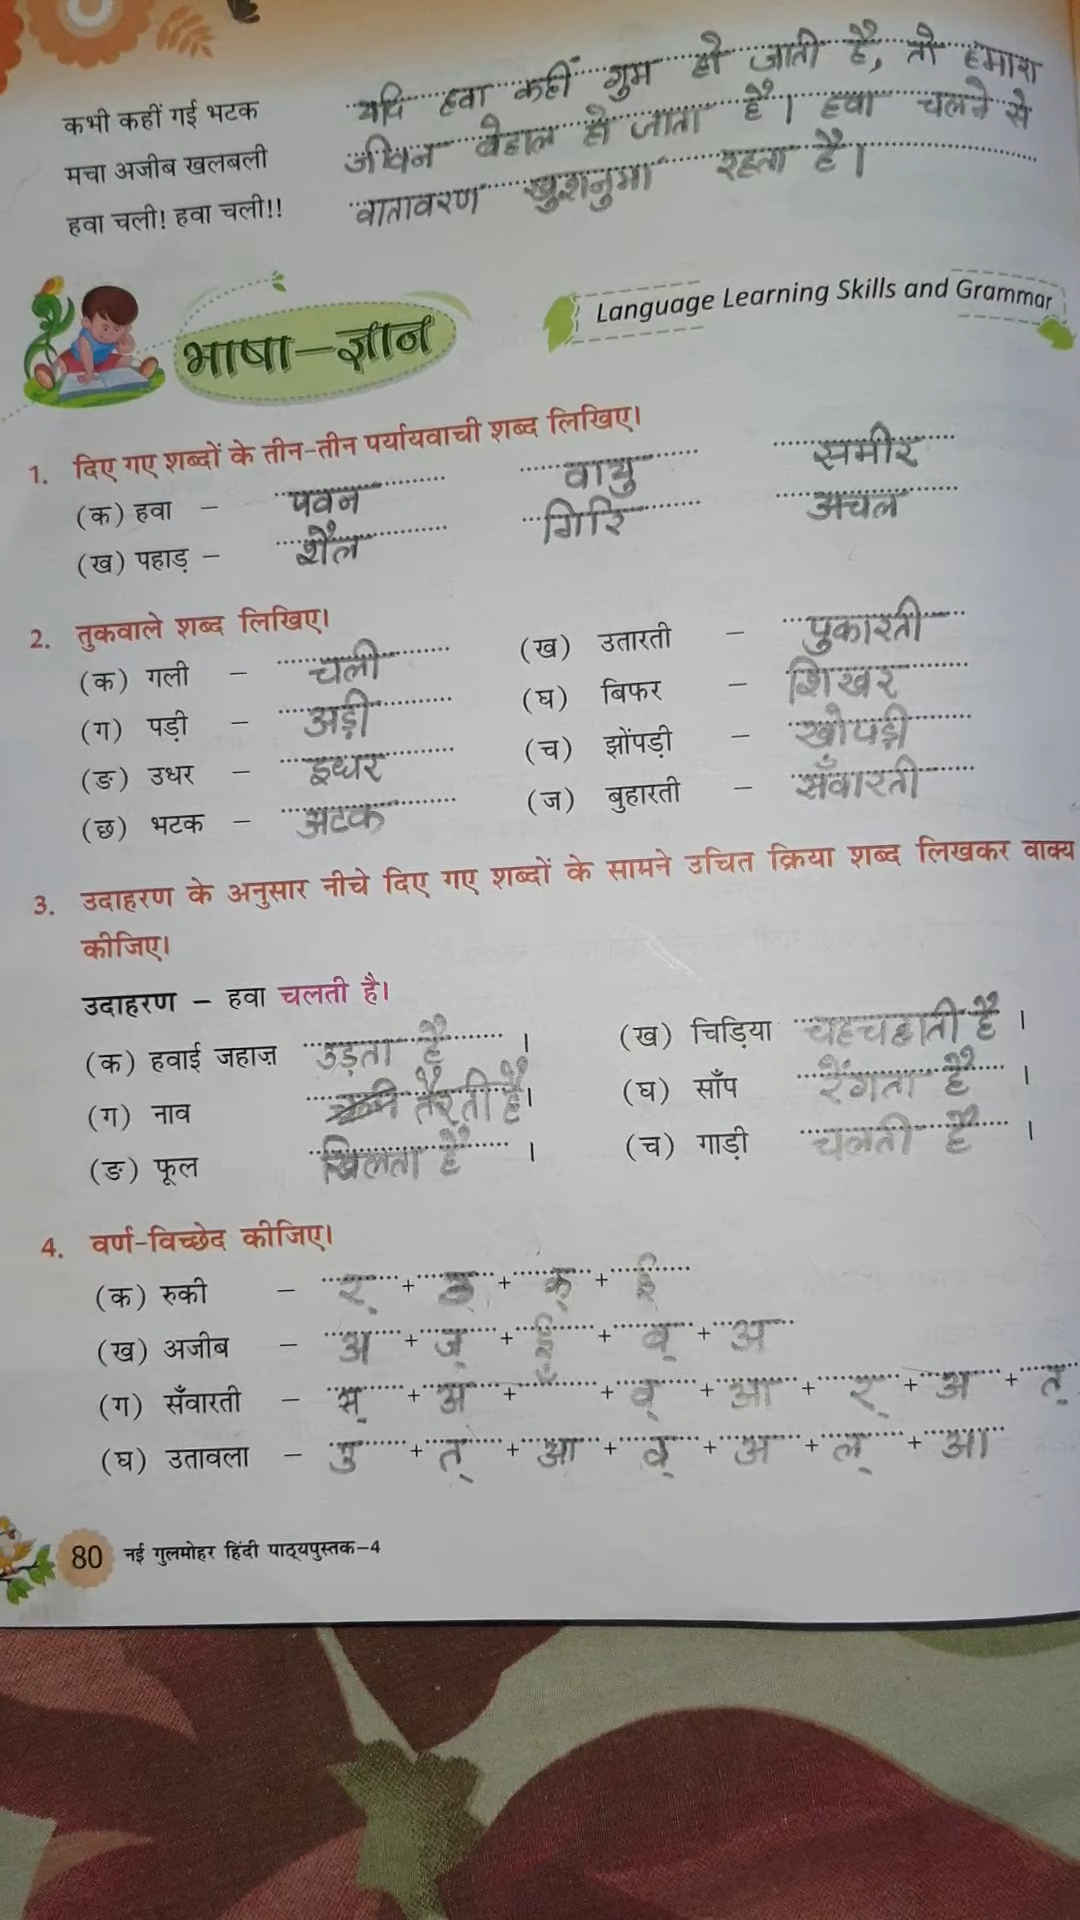 कभी कहीं गई भटक यदि हवा कहीं गुम हो जाती है, तो हमारा
मचा अजीब खलबली जीवन बेहाल हो जाता है। हवा चलने से
हवा चली! हवा चली!! वातावरण खुशनुमा रहता है।
भाषा–ज्ञान Language Learning Skills and Grammar
1. दिए गए शब्दों के तीन-तीन पर्यायवाची शब्द लिखिए।
(क) हवा – पवन वायु समीर
(ख) पहाड़ – शैल गिरि अचल
2. तुकवाले शब्द लिखिए।
(क) गली – चली (ख) उतारती – पुकारती
(ग) पड़ी – अड़ी (घ) बिफर – शिखर
(ङ) उधर – इधर (च) झोंपड़ी – खोपड़ी
(छ) भटक – अटक (ज) बुहारती – सँवारती
3. उदाहरण के अनुसार नीचे दिए गए शब्दों के सामने उचित क्रिया शब्द लिखकर वाक्य
कीजिए।
उदाहरण – हवा चलती है।
(क) हवाई जहाज़ उड़ता है । (ख) चिड़िया चहचहाती है ।
(ग) नाव तैरती है। (घ) साँप रेंगता है ।
(ङ) फूल खिलता है । (च) गाड़ी चलती है ।
4. वर्ण-विच्छेद कीजिए।
(क) रुकी – र् + उ + क् + ई
(ख) अजीब – अ + ज् + ई + ब् + अ
(ग) सँवारती – स् + अ + ँ + व् + आ + र् + अ + त्
(घ) उतावला – उ + त् + आ + व् + अ + ल् + आ
80 नई गुलमोहर हिंदी पाठ्यपुस्तक–4